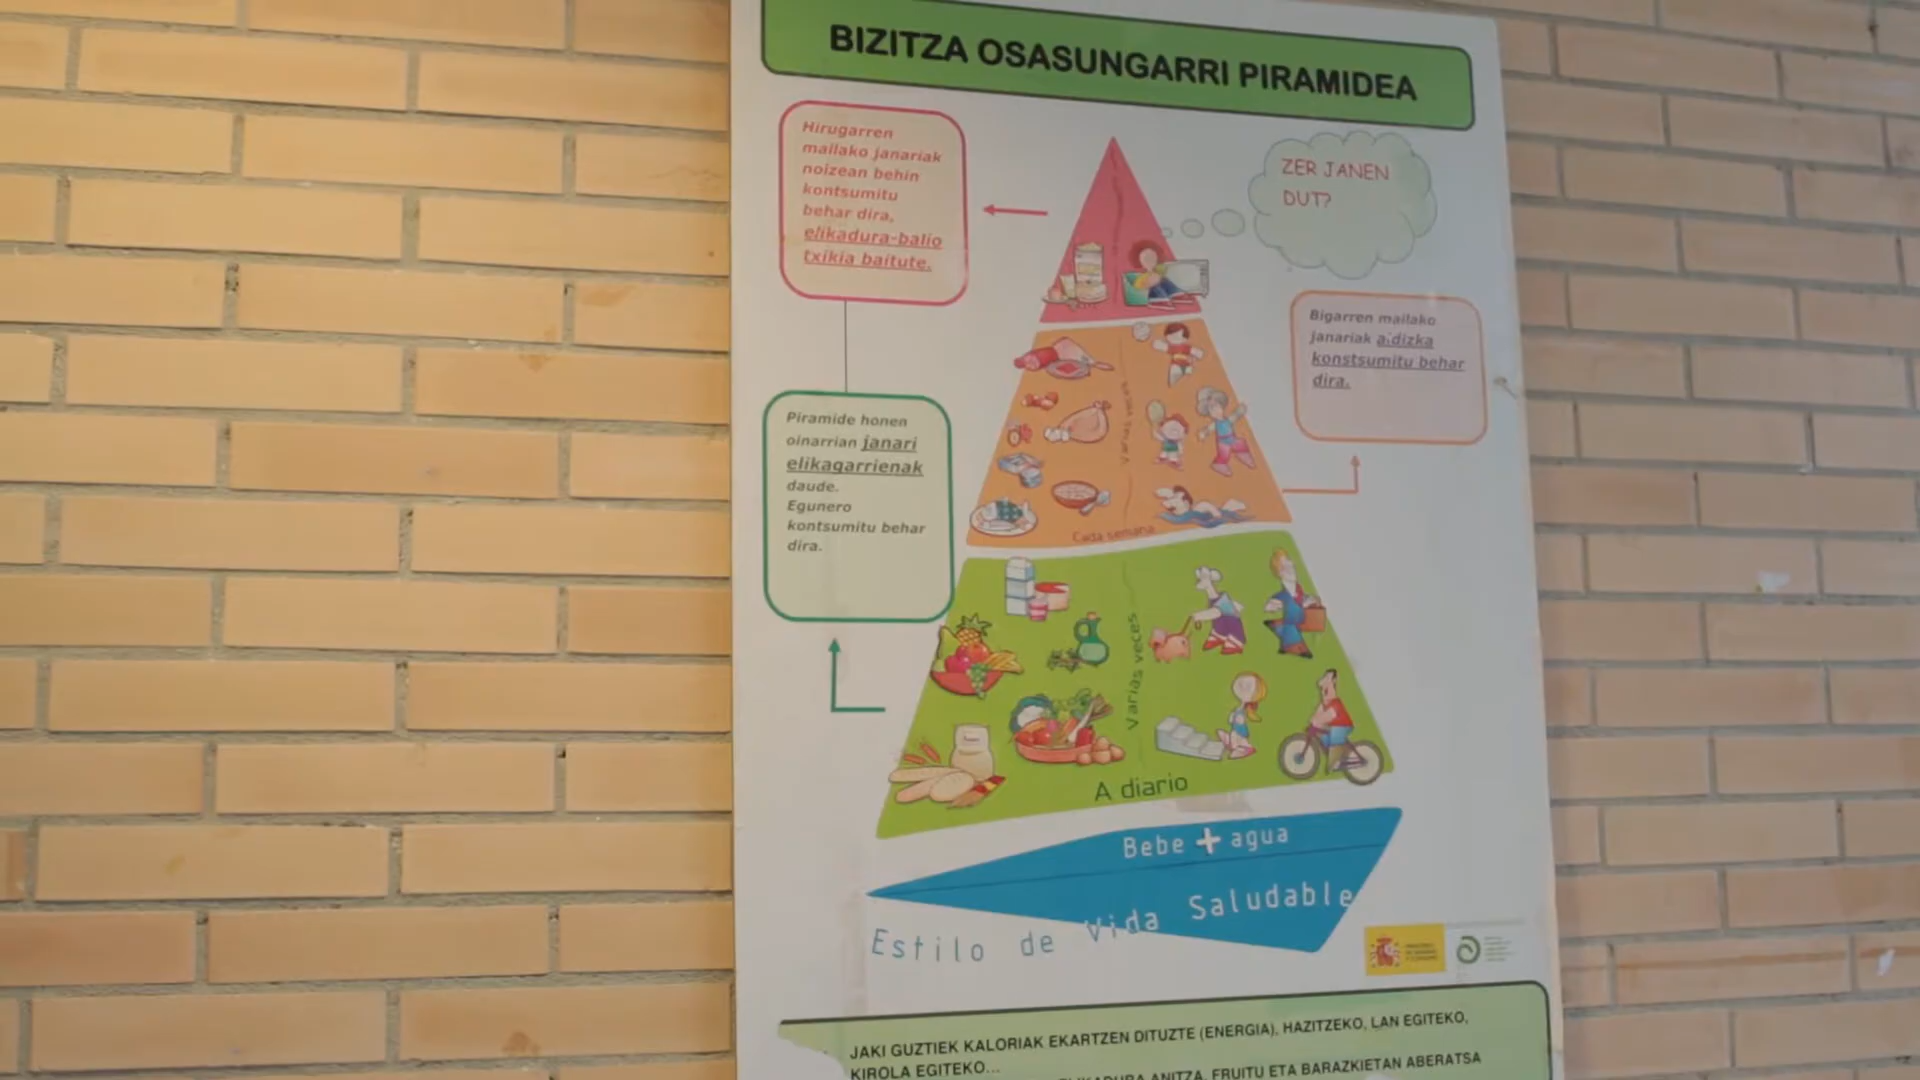 BIZITZA OSASUNGARRI PIRAMIDEA
Hirugarren
mailako janariak
noizean behin
kontsumitu
behar dira,
elikadura-balio
txikia baitute.
ZER JANEN
DUT?
Bigarren mailako
janariak aldizka
konstsumitu behar
dira.
Piramide honen
oinarrian janari
elikagarrienak
daude.
Egunero
kontsumitu behar
dira.
Varias veces
Cada semana
Varias veces
A diario
Bebe + agua
Estilo de Vida Saludable
JAKI GUZTIEK KALORIAK EKARTZEN DITUZTE (ENERGIA), HAZITZEKO, LAN EGITEKO,
KIROLA EGITEKO...
ANITZA, FRUITU ETA BARAZKIETAN ABERATSA